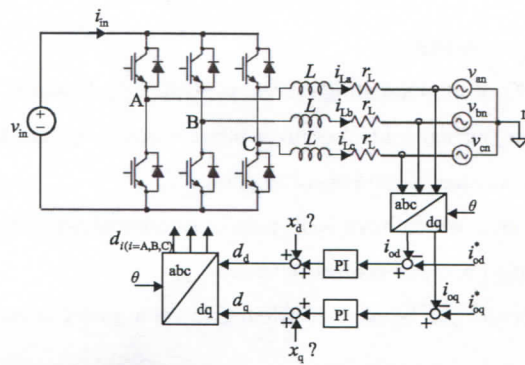 i_in
v_in
+
−
A
B
C
L i_La r_L v_an
L i_Lb r_L v_bn
L i_Lc r_L v_cn
n
abc
dq
θ
d_i(i=A,B,C)
x_d ?
i_od
−
i*_od
abc
dq
θ
d_d
+
+
PI
+
i_oq
d_q
+
+
PI
−
+
i*_oq
x_q ?